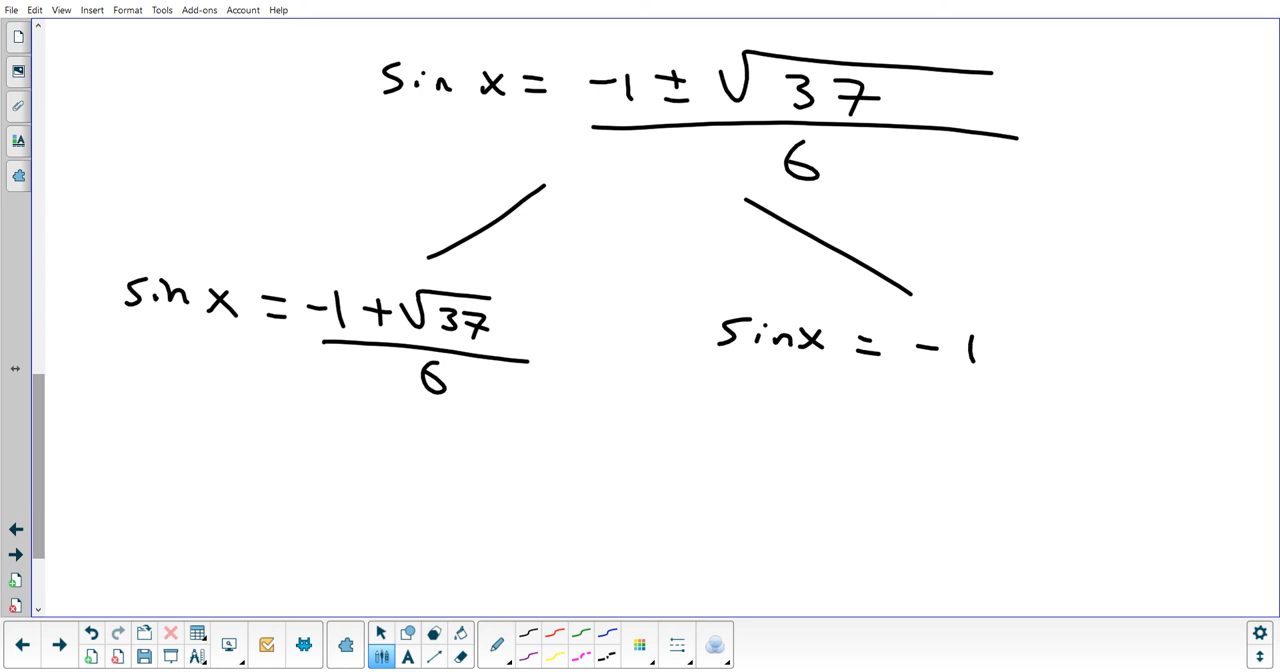 File Edit View Insert Format Tools Add-ons Account Help
sin x = -1 ± √37
6
sin x = -1 + √37
6
sin x = - 1